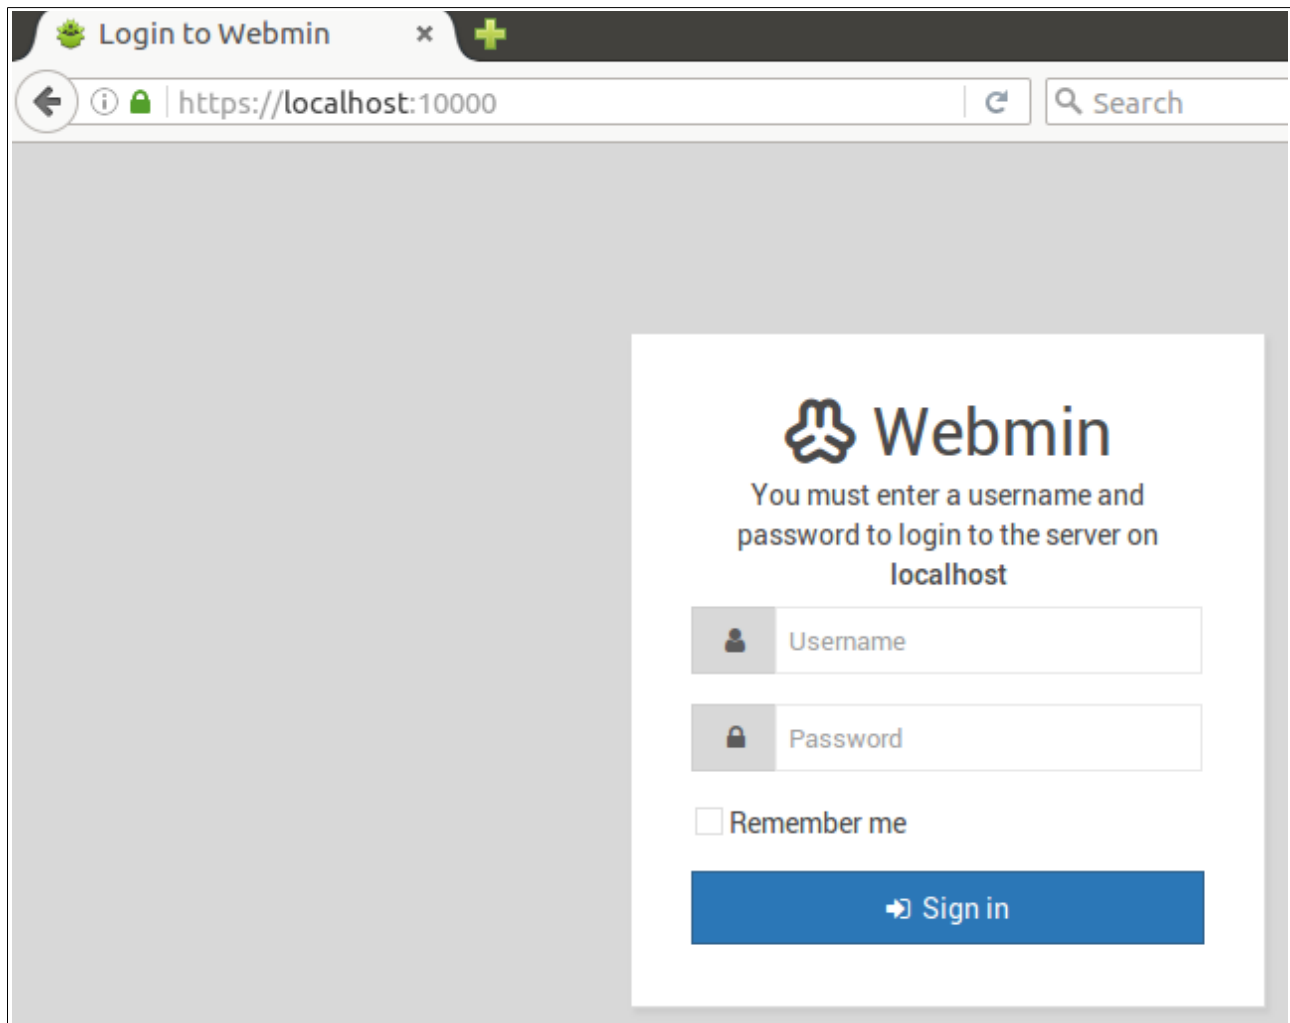 Login to Webmin
https://localhost:10000
Search
Webmin
You must enter a username and
password to login to the server on
localhost
Username
Password
Remember me
Sign in